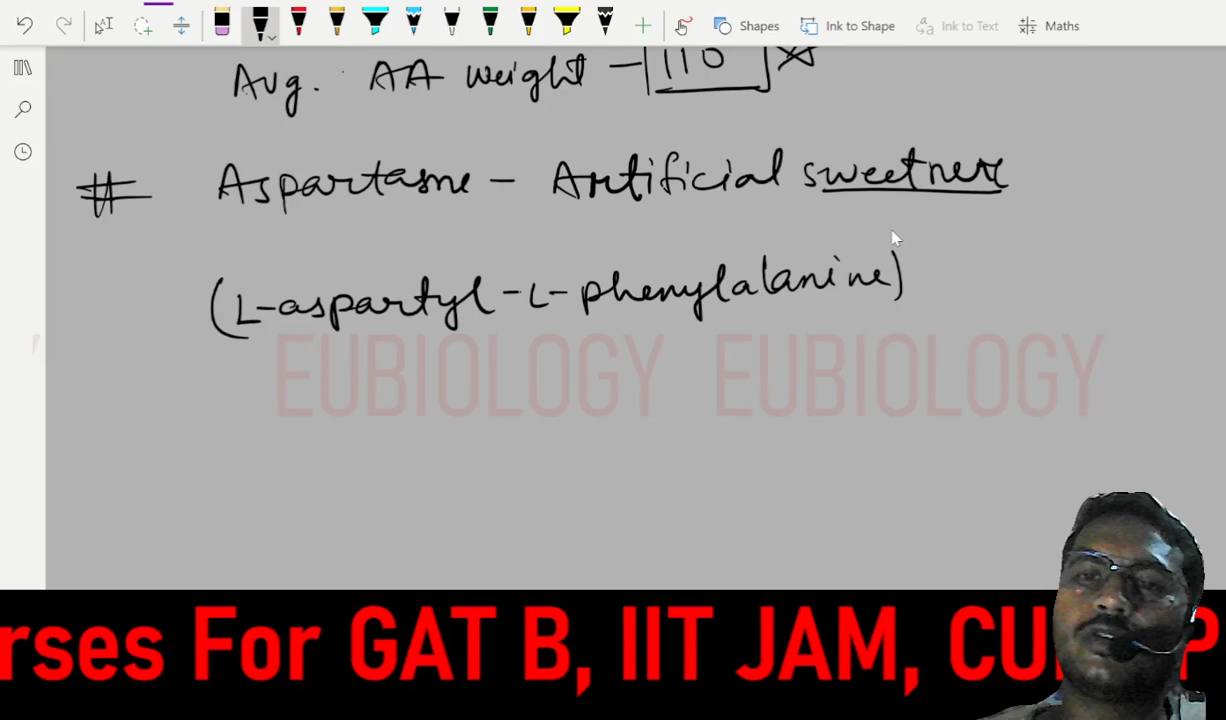 Shapes Ink to Shape Ink to Text Maths
Avg. AA weight - 110
# Aspartame - Artificial sweetner
(L-aspartyl-L-phenylalanine)
EUBIOLOGY EUBIOLOGY
rses For GAT B, IIT JAM, CU